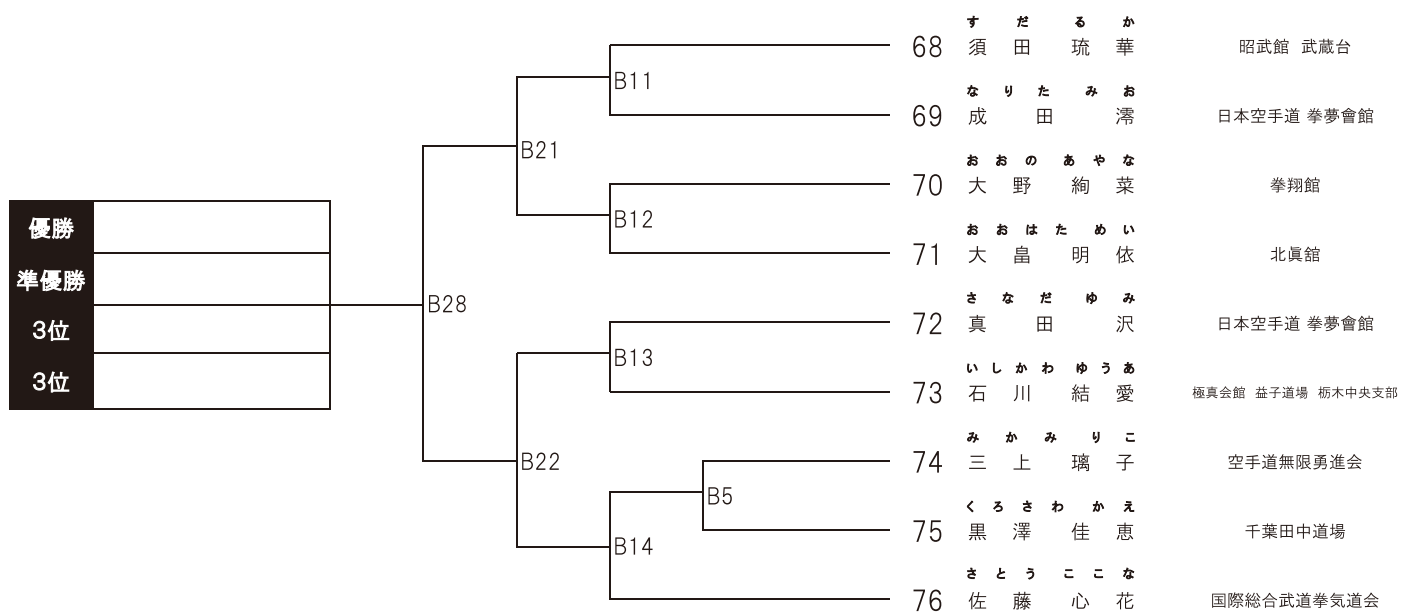 すだ るか
68 須田 琉華 昭武館 武蔵台
B11
なりた みお
69 成田 澪 日本空手道 拳夢會館
B21
おおの あやな
70 大野 絢菜 拳翔館
B12
おおはた めい
71 大畠 明依 北眞舘
優勝
準優勝
3位
3位
B28
さなだ ゆみ
72 真田 沢 日本空手道 拳夢會館
B13
いしかわ ゆうあ
73 石川 結愛 極真会館 益子道場 栃木中央支部
B22
みかみ りこ
74 三上 璃子 空手道無限勇進会
B5
くろさわ かえ
75 黒澤 佳恵 千葉田中道場
B14
さとう ここな
76 佐藤 心花 国際総合武道拳気道会